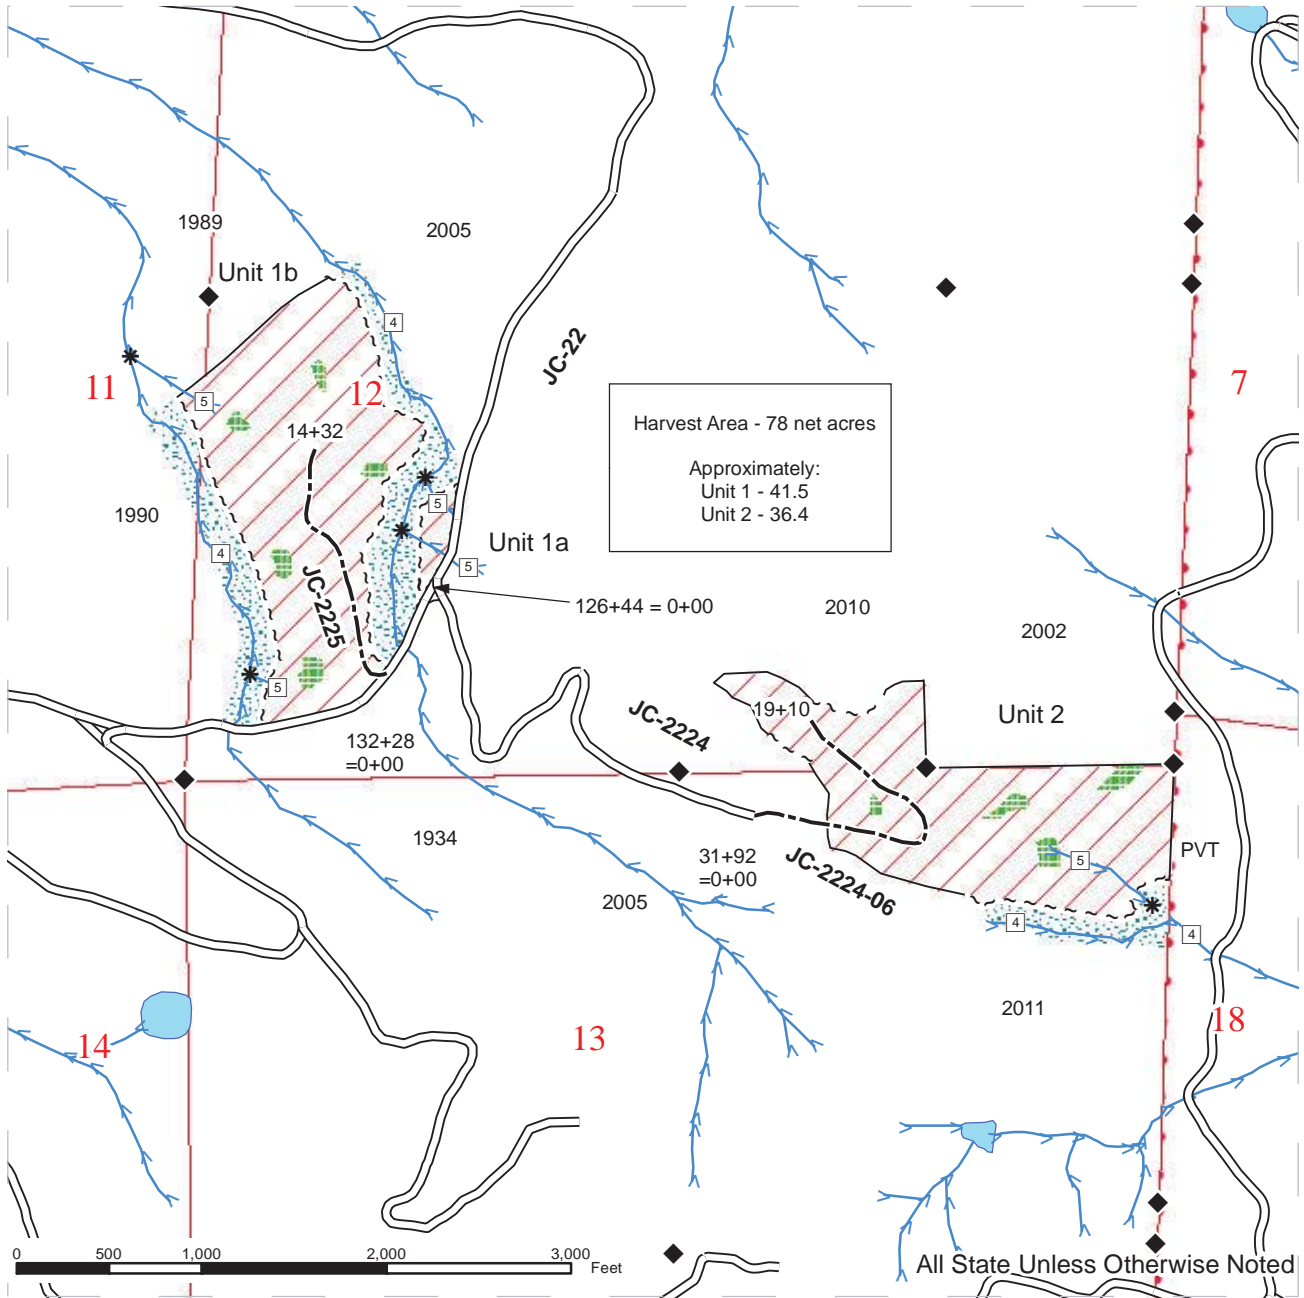 1989
2005
Unit 1b
4
JC-22
11
12
7
5
Harvest Area - 78 net acres
Approximately:
Unit 1 - 41.5
Unit 2 - 36.4
14+32
5
1990
4
Unit 1a
5
JC-2225
126+44 = 0+00
2010
2002
5
JC-2224
19+10
Unit 2
132+28
=0+00
1934
31+92
=0+00
JC-2224-06
5
PVT
2005
4
4
2011
18
14
13
0
500
1,000
2,000
3,000
Feet
All State Unless Otherwise Noted